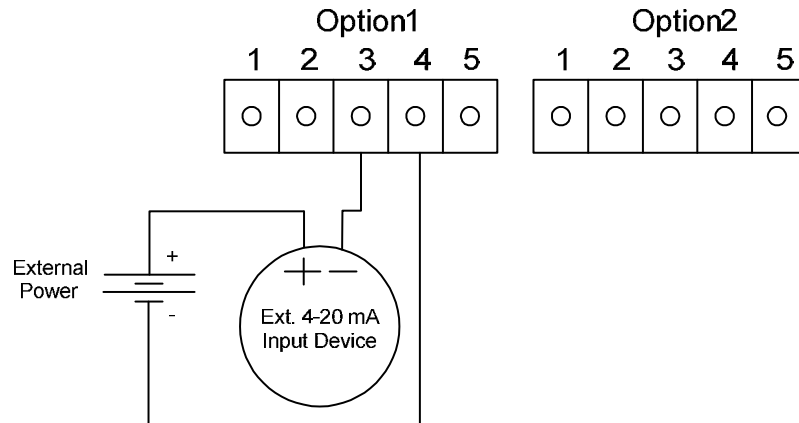 Option1
Option2
1 2 3 4 5
1 2 3 4 5
+
External
Power
-
+ −
Ext. 4-20 mA
Input Device